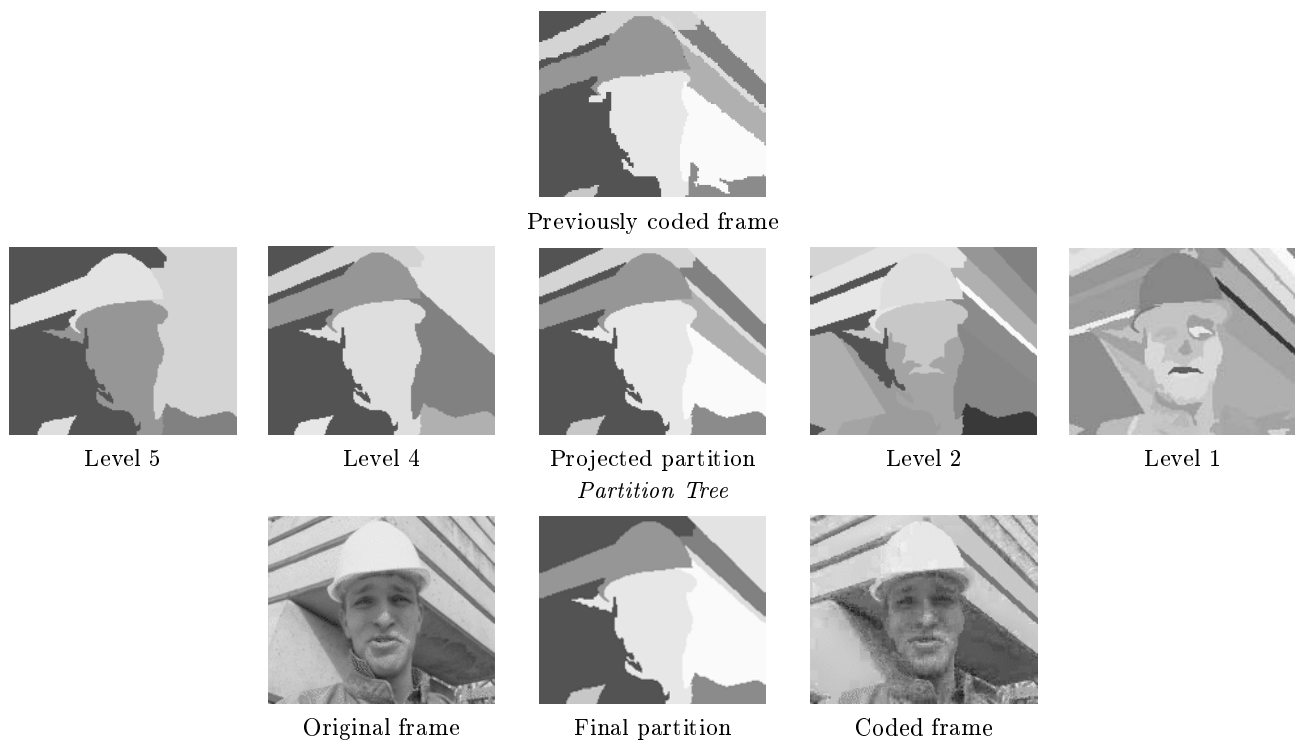 Previously coded frame
Level 5
Level 4
Projected partition
Level 2
Level 1
Partition Tree
Original frame
Final partition
Coded frame